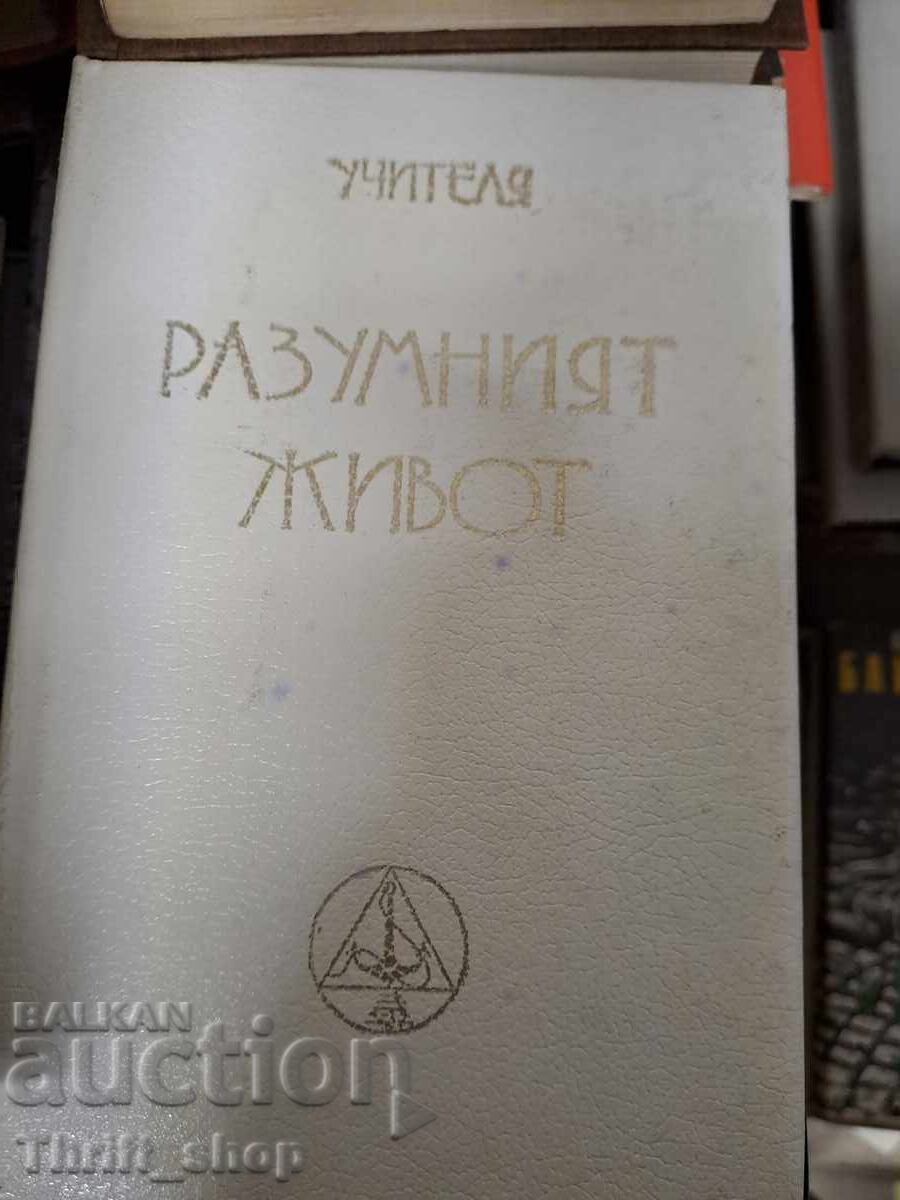 УЧИТЕЛЯ
РАЗУМНИЯТ
ЖИВОТ
BALKAN
auction
Thrift_shop